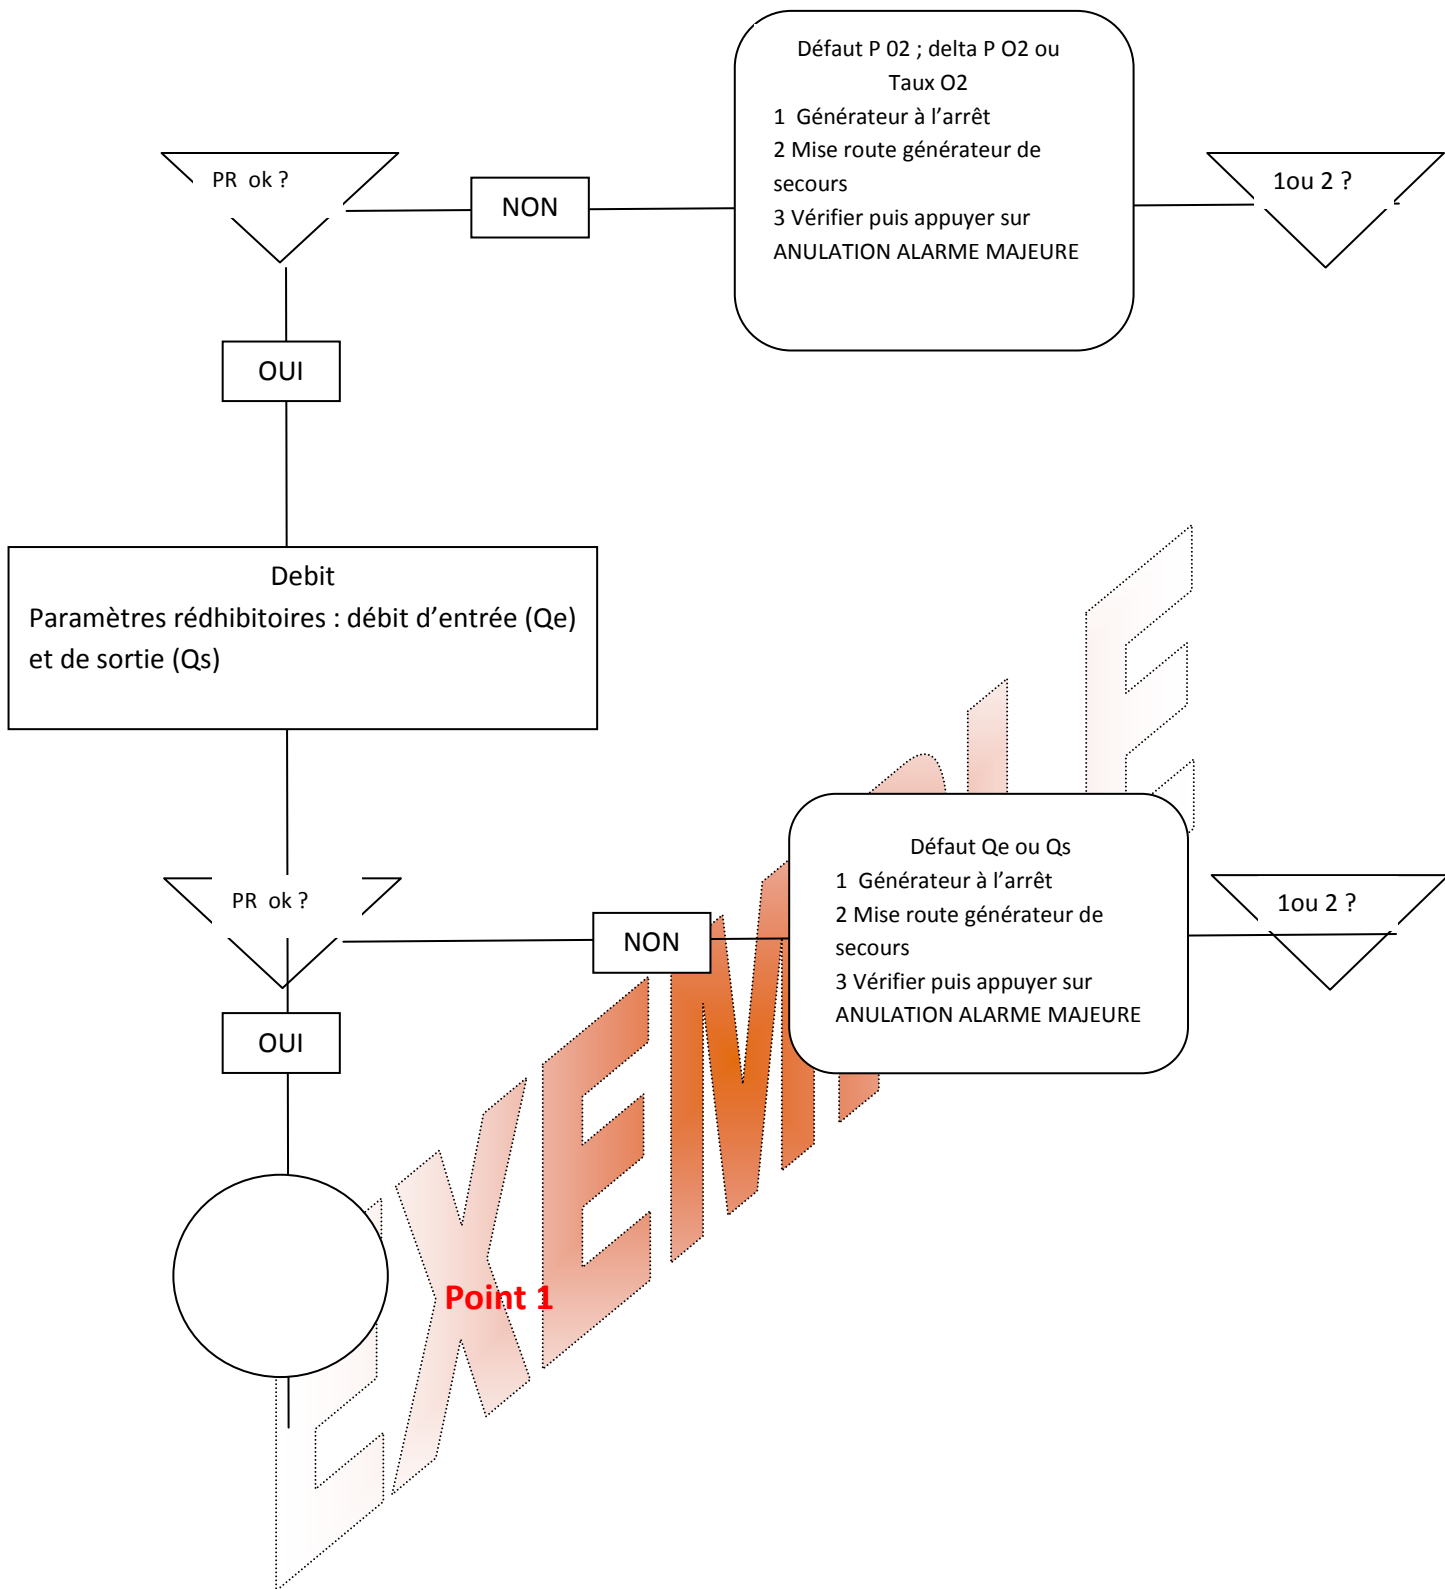 Défaut P 02 ; delta P O2 ou
Taux O2
1 Générateur à l’arrêt
2 Mise route générateur de
secours
3 Vérifier puis appuyer sur
ANULATION ALARME MAJEURE
PR ok ?
NON
1ou 2 ?
OUI
Debit
Paramètres rédhibitoires : débit d’entrée (Qe)
et de sortie (Qs)
PR ok ?
NON
Défaut Qe ou Qs
1 Générateur à l’arrêt
2 Mise route générateur de
secours
3 Vérifier puis appuyer sur
ANULATION ALARME MAJEURE
1ou 2 ?
OUI
Point 1
EXEMPLE